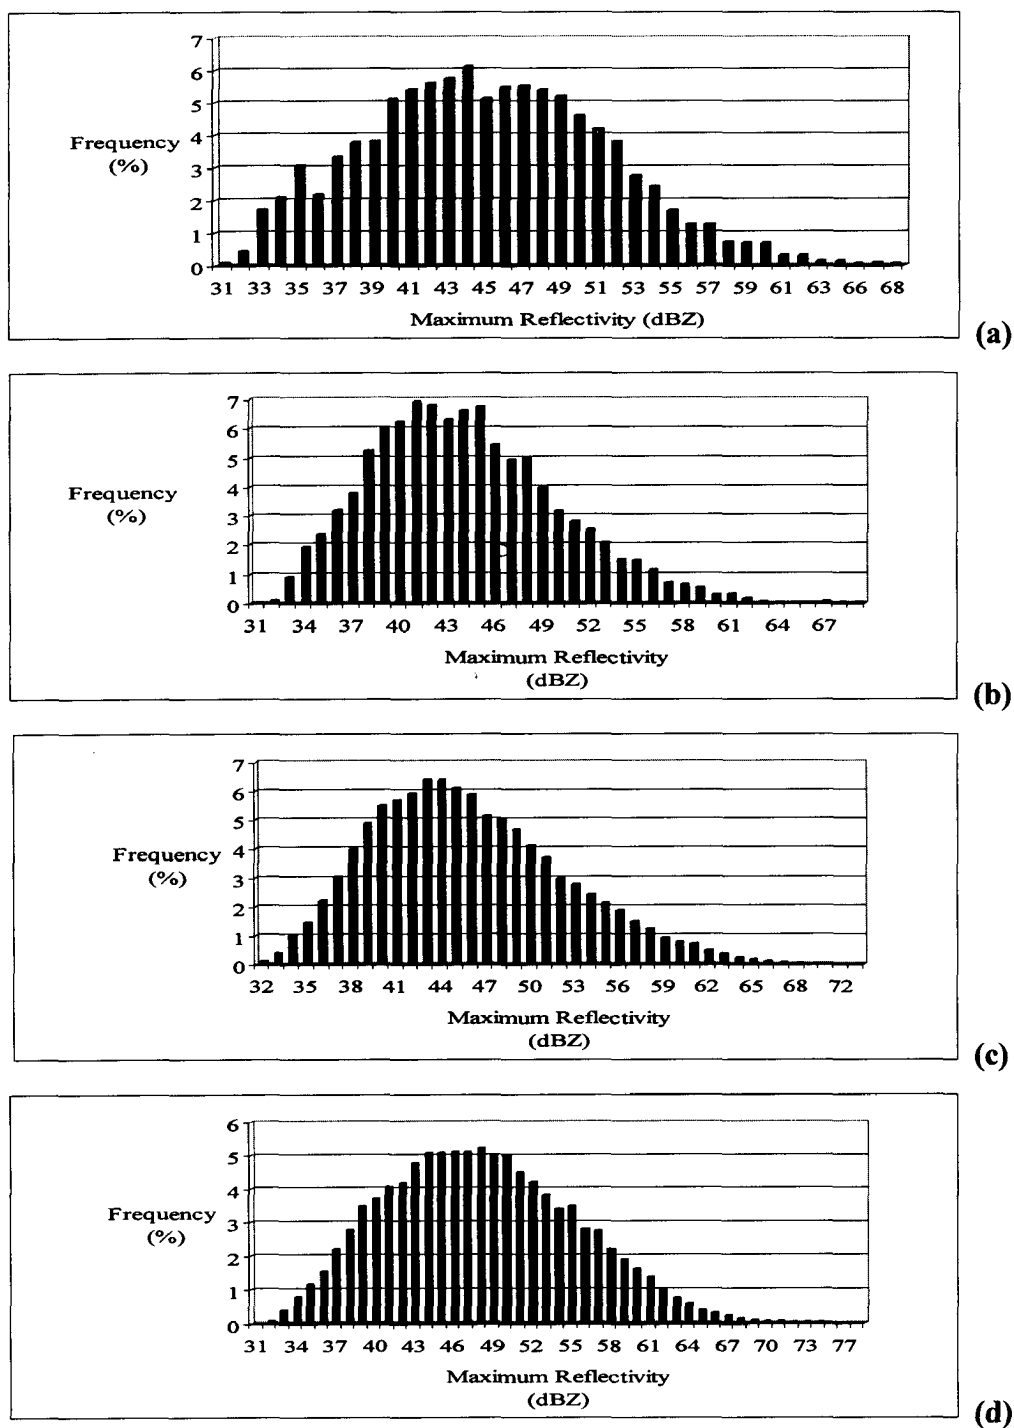 7
6
5
4
3
2
1
0
Frequency
(%)
31 33 35 37 39 41 43 45 47 49 51 53 55 57 59 61 63 66 68
Maximum Reflectivity (dBZ)
(a)
7
6
5
4
3
2
1
0
Frequency
(%)
31 34 37 40 43 46 49 52 55 58 61 64 67
Maximum Reflectivity
(dBZ)
(b)
7
6
5
4
3
2
1
0
Frequency
(%)
32 35 38 41 44 47 50 53 56 59 62 65 68 72
Maximum Reflectivity
(dBZ)
(c)
6
5
4
3
2
1
0
Frequency
(%)
31 34 37 40 43 46 49 52 55 58 61 64 67 70 73 77
Maximum Reflectivity
(dBZ)
(d)